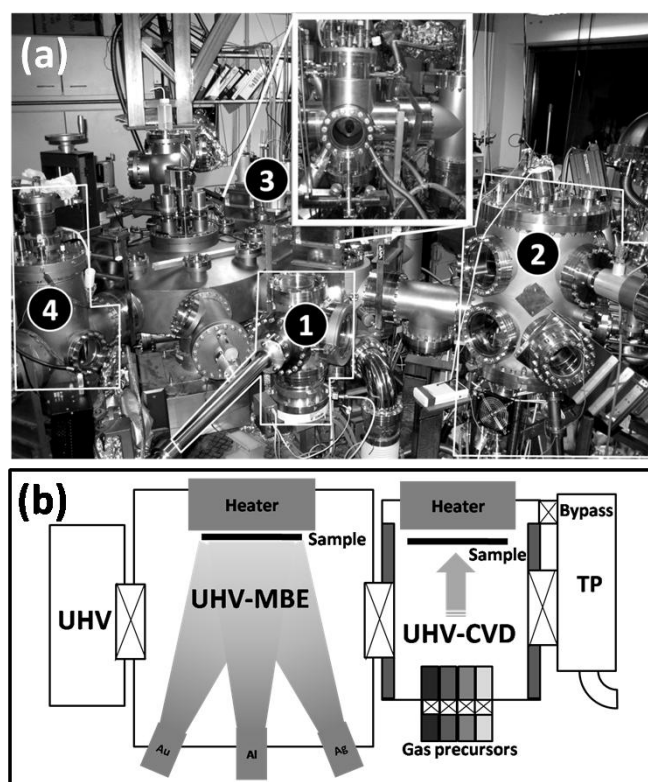 (a)
3
2
4
1
(b)
Heater
Heater
Bypass
Sample
Sample
TP
UHV
UHV-MBE
UHV-CVD
Au
Al
Ag
Gas precursors